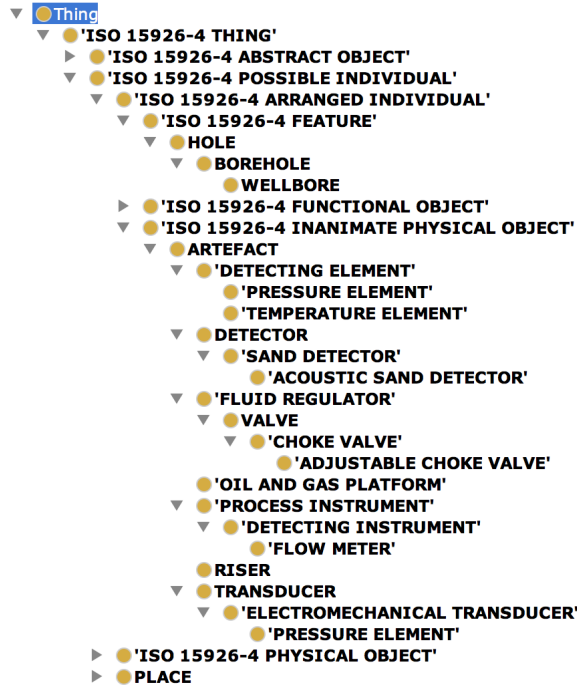 Thing
'ISO 15926-4 THING'
'ISO 15926-4 ABSTRACT OBJECT'
'ISO 15926-4 POSSIBLE INDIVIDUAL'
'ISO 15926-4 ARRANGED INDIVIDUAL'
'ISO 15926-4 FEATURE'
HOLE
BOREHOLE
WELLBORE
'ISO 15926-4 FUNCTIONAL OBJECT'
'ISO 15926-4 INANIMATE PHYSICAL OBJECT'
ARTEFACT
'DETECTING ELEMENT'
'PRESSURE ELEMENT'
'TEMPERATURE ELEMENT'
DETECTOR
'SAND DETECTOR'
'ACOUSTIC SAND DETECTOR'
'FLUID REGULATOR'
VALVE
'CHOKE VALVE'
'ADJUSTABLE CHOKE VALVE'
'OIL AND GAS PLATFORM'
'PROCESS INSTRUMENT'
'DETECTING INSTRUMENT'
'FLOW METER'
RISER
TRANSDUCER
'ELECTROMECHANICAL TRANSDUCER'
'PRESSURE ELEMENT'
'ISO 15926-4 PHYSICAL OBJECT'
PLACE